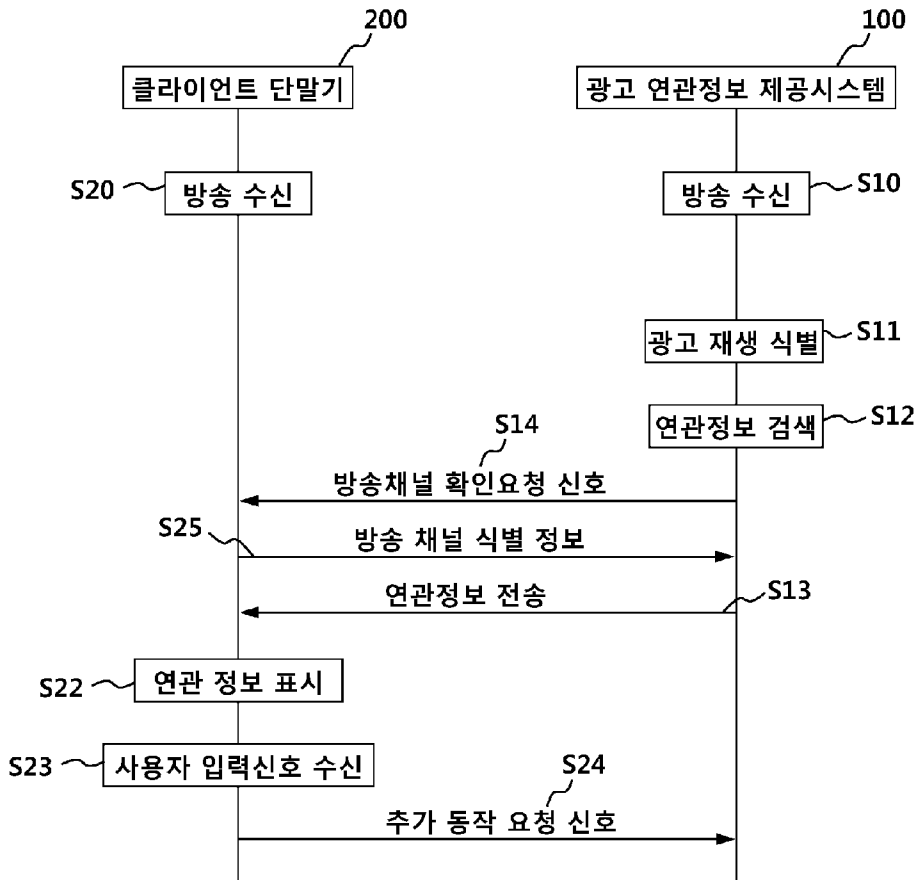 200
100
클라이언트 단말기
광고 연관정보 제공시스템
S20
방송 수신
방송 수신
S10
광고 재생 식별
S11
연관정보 검색
S12
S14
방송채널 확인요청 신호
S25
방송 채널 식별 정보
연관정보 전송
S13
S22
연관 정보 표시
S23
사용자 입력신호 수신
S24
추가 동작 요청 신호